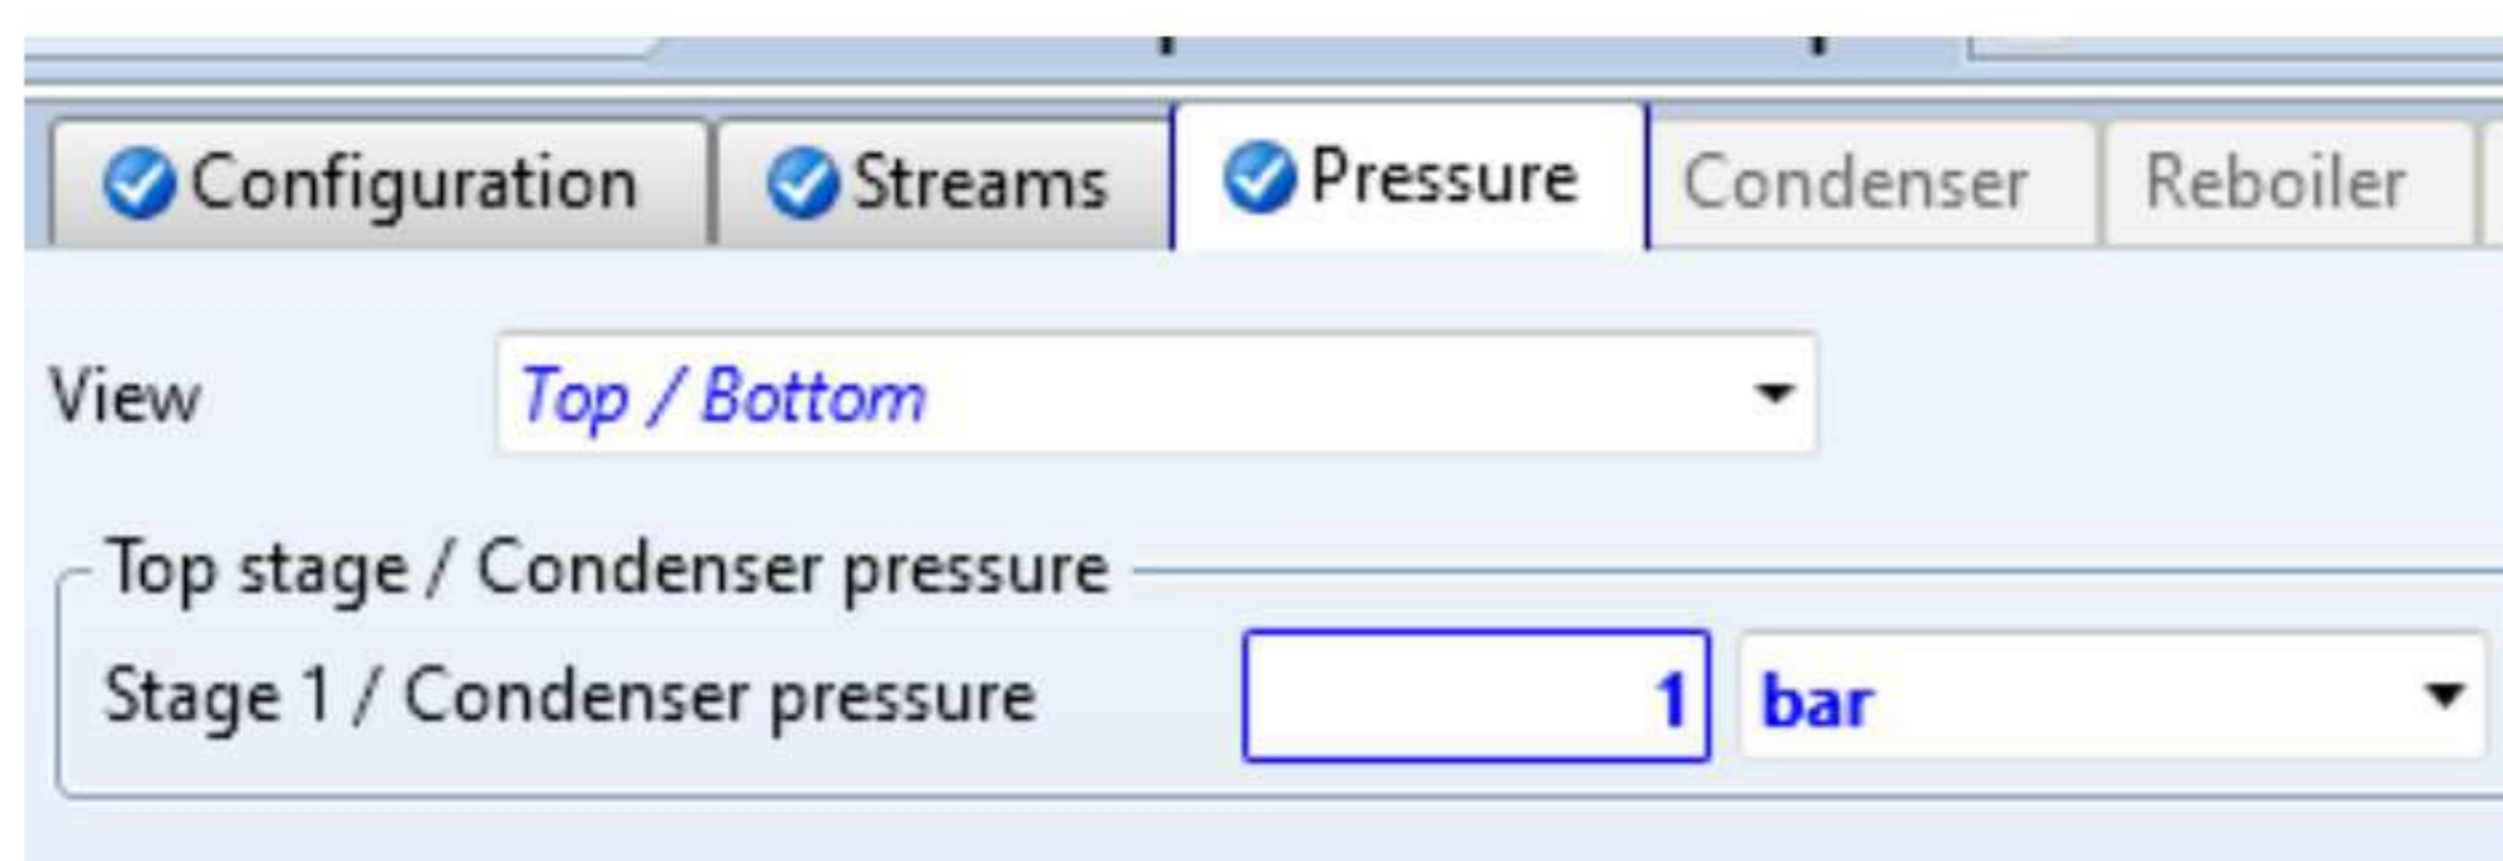 Configuration Streams Pressure Condenser Reboiler
View Top / Bottom
Top stage / Condenser pressure
Stage 1 / Condenser pressure 1 bar